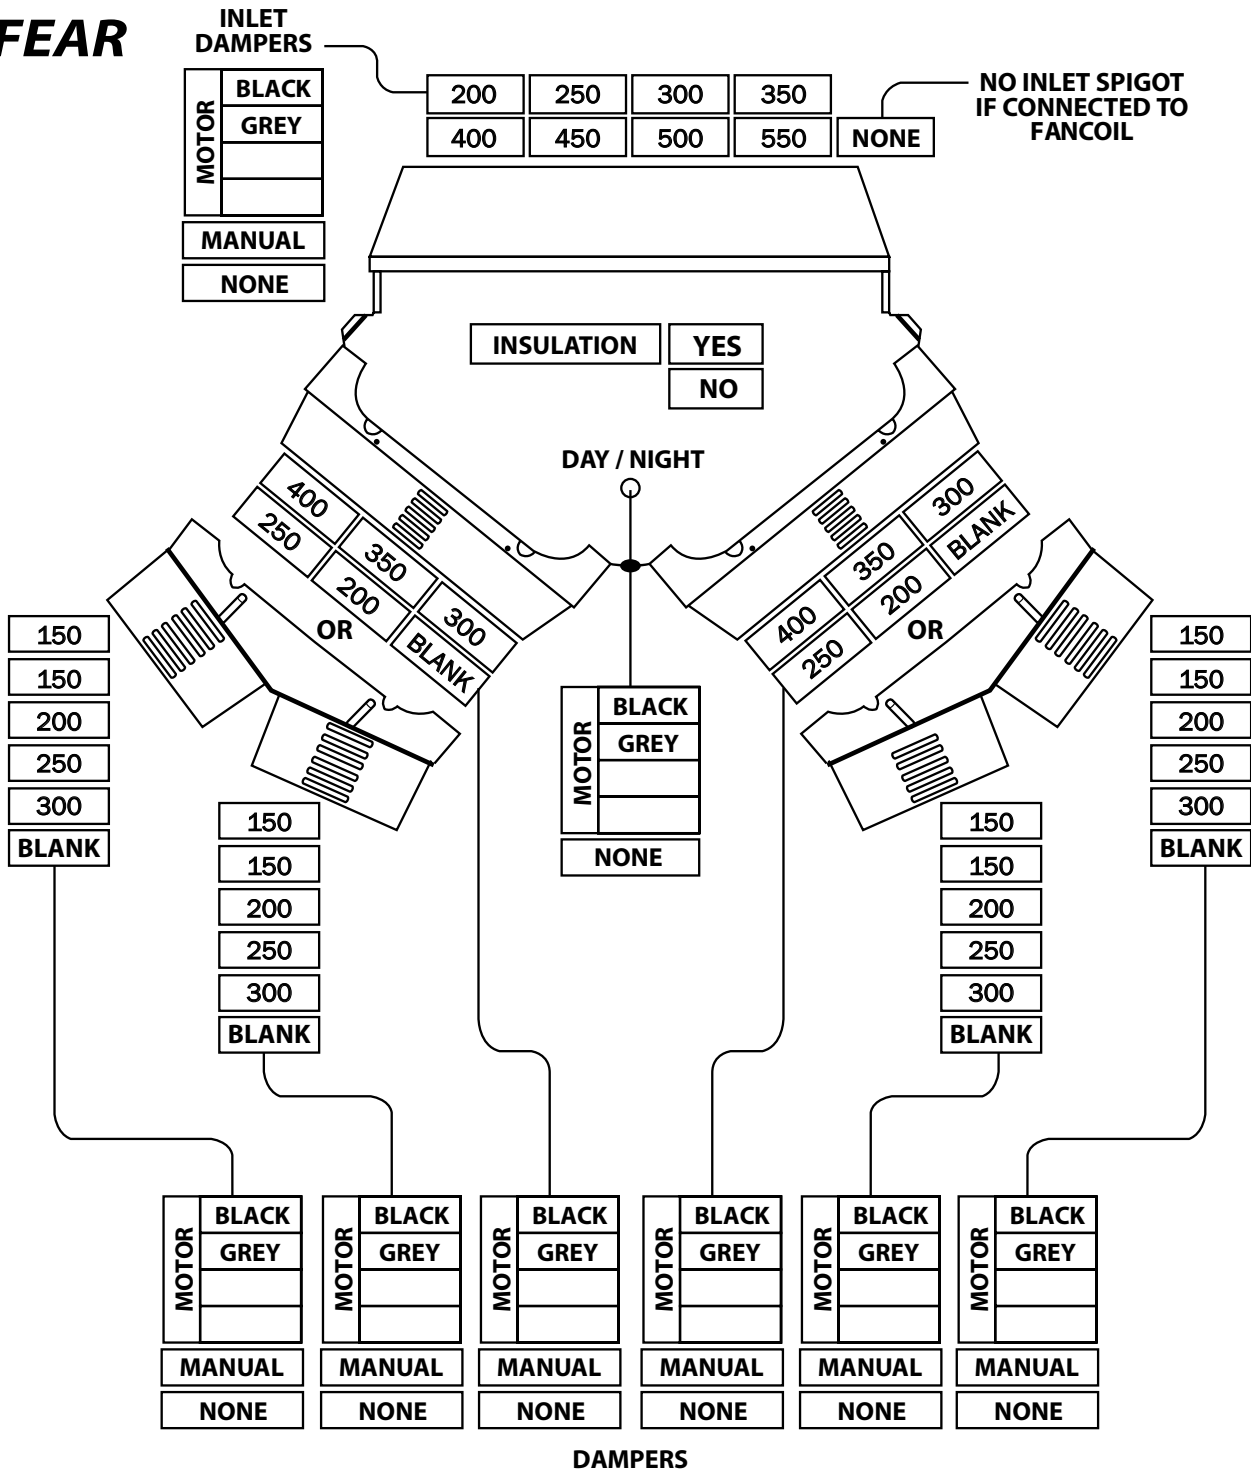 FEAR
INLET
DAMPERS
MOTOR
BLACK
GREY
MANUAL
NONE
200 250 300 350
400 450 500 550 NONE
NO INLET SPIGOT
IF CONNECTED TO
FANCOIL
INSULATION YES
NO
DAY / NIGHT
400 350 300
250 200 BLANK
OR
400 350 300
250 200 BLANK
OR
150
150
200
250
300
BLANK
150
150
200
250
300
BLANK
MOTOR
BLACK
GREY
NONE
150
150
200
250
300
BLANK
150
150
200
250
300
BLANK
MOTOR
BLACK
GREY
MANUAL
NONE
MOTOR
BLACK
GREY
MANUAL
NONE
MOTOR
BLACK
GREY
MANUAL
NONE
MOTOR
BLACK
GREY
MANUAL
NONE
MOTOR
BLACK
GREY
MANUAL
NONE
MOTOR
BLACK
GREY
MANUAL
NONE
DAMPERS